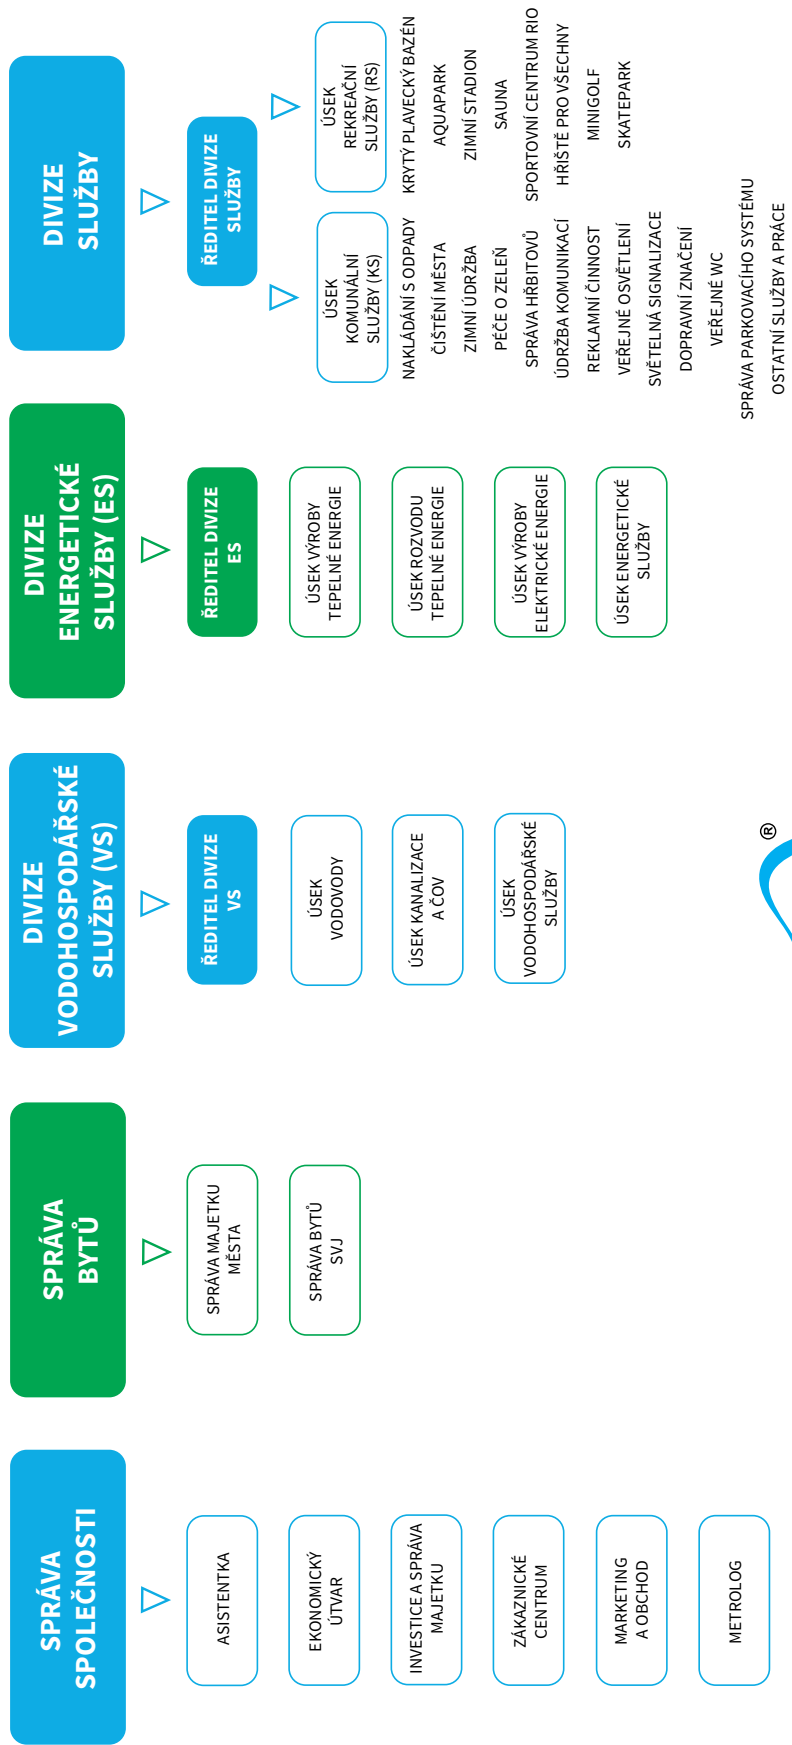 SPRÁVA
SPOLEČNOSTI
ASISTENTKA
EKONOMICKÝ
ÚTVAR
INVESTICE A SPRÁVA
MAJETKU
ZÁKAZNICKÉ
CENTRUM
MARKETING
A OBCHOD
METROLOG
SPRÁVA
BYTŮ
SPRÁVA MAJETKU
MĚSTA
SPRÁVA BYTŮ
SVJ
DIVIZE
VODOHOSPODÁŘSKÉ
SLUŽBY (VS)
ŘEDITEL DIVIZE
VS
ÚSEK
VODOVODY
ÚSEK KANALIZACE
A ČOV
ÚSEK
VODOHOSPODÁŘSKÉ
SLUŽBY
®
DIVIZE
ENERGETICKÉ
SLUŽBY (ES)
ŘEDITEL DIVIZE
ES
ÚSEK VÝROBY
TEPELNÉ ENERGIE
ÚSEK ROZVODU
TEPELNÉ ENERGIE
ÚSEK VÝROBY
ELEKTRICKÉ ENERGIE
ÚSEK ENERGETICKÉ
SLUŽBY
DIVIZE
SLUŽBY
ŘEDITEL DIVIZE
SLUŽBY
ÚSEK
KOMUNÁLNÍ
SLUŽBY (KS)
NAKLÁDÁNÍ S ODPADY
ČIŠTĚNÍ MĚSTA
ZIMNÍ ÚDRŽBA
PÉČE O ZELEŇ
SPRÁVA HŘBITOVŮ
ÚDRŽBA KOMUNIKACÍ
REKLAMNÍ ČINNOST
VEŘEJNÉ OSVĚTLENÍ
SVĚTELNÁ SIGNALIZACE
DOPRAVNÍ ZNAČENÍ
VEŘEJNÉ WC
SPRÁVA PARKOVACÍHO SYSTÉMU
OSTATNÍ SLUŽBY A PRÁCE
ÚSEK
REKREAČNÍ
SLUŽBY (RS)
KRYTÝ PLAVECKÝ BAZÉN
AQUAPARK
ZIMNÍ STADION
SAUNA
SPORTOVNÍ CENTRUM RIO
HŘIŠTĚ PRO VŠECHNY
MINIGOLF
SKATEPARK